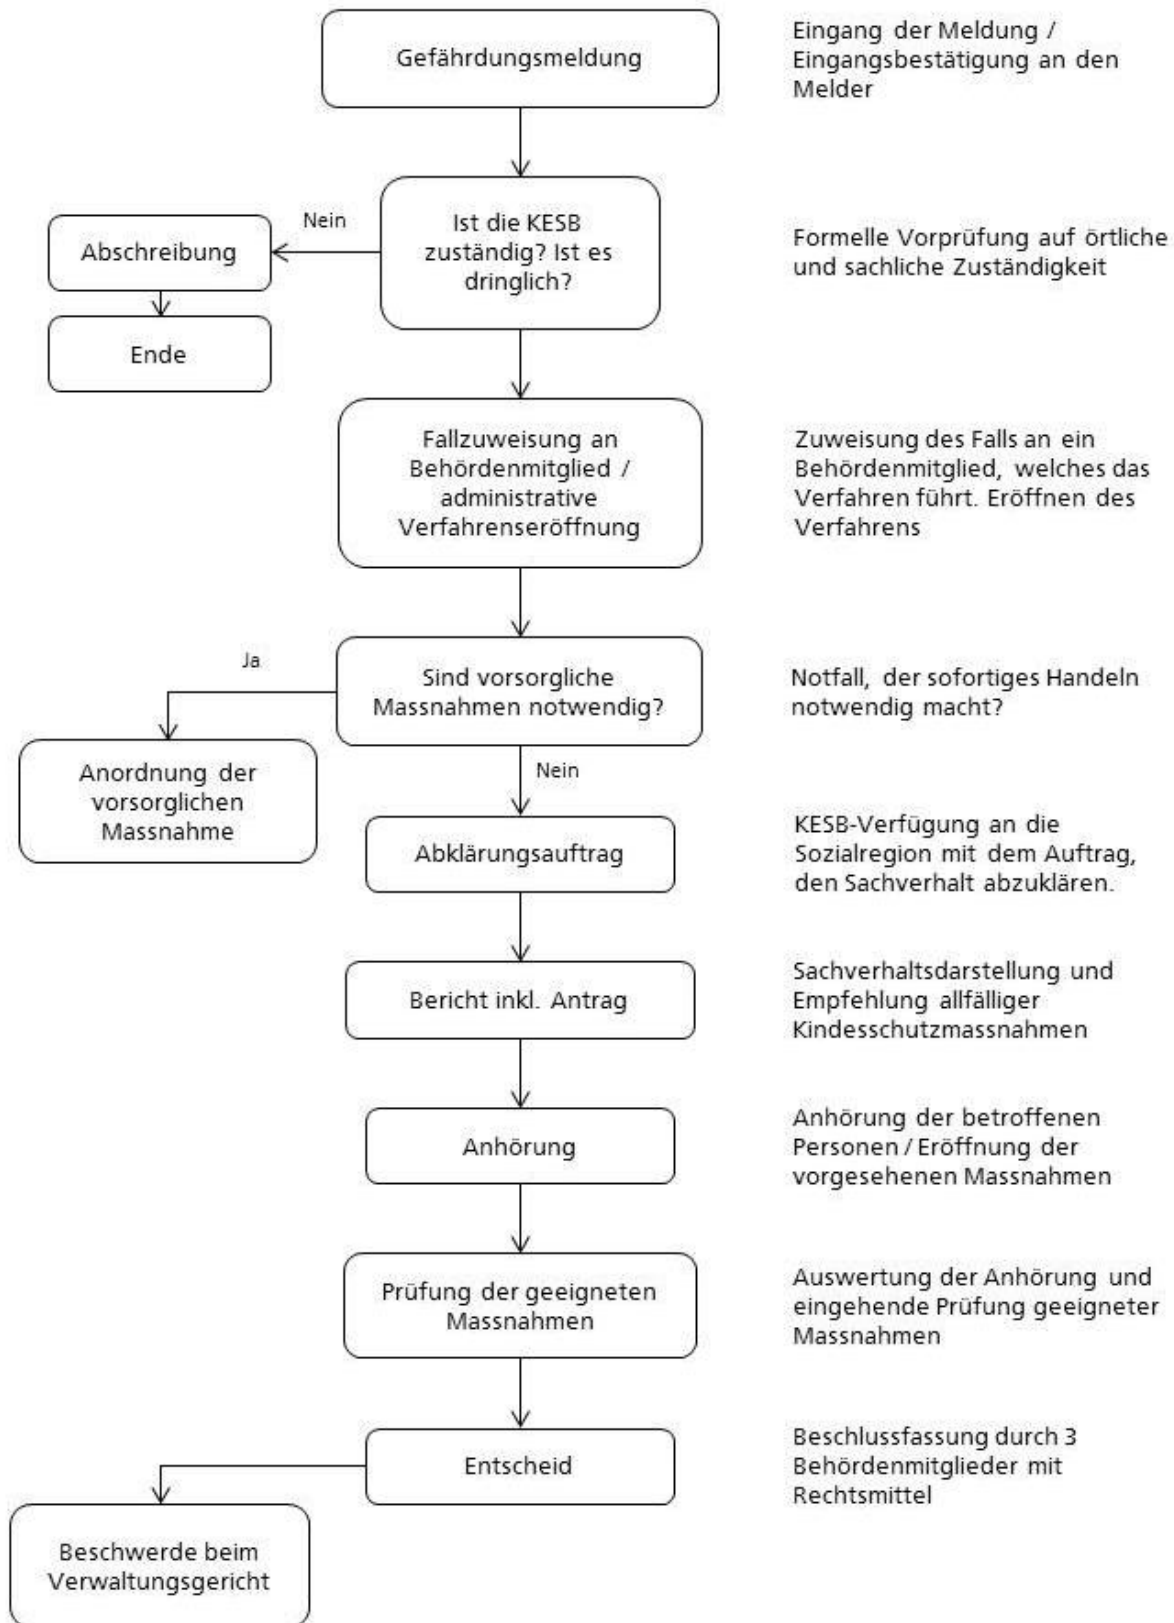 Gefährdungsmeldung
Eingang der Meldung /
Eingangsbestätigung an den
Melder
Nein
Abschreibung
Ende
Ist die KESB
zuständig? Ist es
dringlich?
Formelle Vorprüfung auf örtliche
und sachliche Zuständigkeit
Fallzuweisung an
Behördenmitglied /
administrative
Verfahrenseröffnung
Zuweisung des Falls an ein
Behördenmitglied, welches das
Verfahren führt. Eröffnen des
Verfahrens
Ja
Sind vorsorgliche
Massnahmen notwendig?
Notfall, der sofortiges Handeln
notwendig macht?
Anordnung der
vorsorglichen
Massnahme
Nein
Abklärungsauftrag
KESB-Verfügung an die
Sozialregion mit dem Auftrag,
den Sachverhalt abzuklären.
Bericht inkl. Antrag
Sachverhaltsdarstellung und
Empfehlung allfälliger
Kindesschutzmassnahmen
Anhörung
Anhörung der betroffenen
Personen / Eröffnung der
vorgesehenen Massnahmen
Prüfung der geeigneten
Massnahmen
Auswertung der Anhörung und
eingehende Prüfung geeigneter
Massnahmen
Entscheid
Beschlussfassung durch 3
Behördenmitglieder mit
Rechtsmittel
Beschwerde beim
Verwaltungsgericht